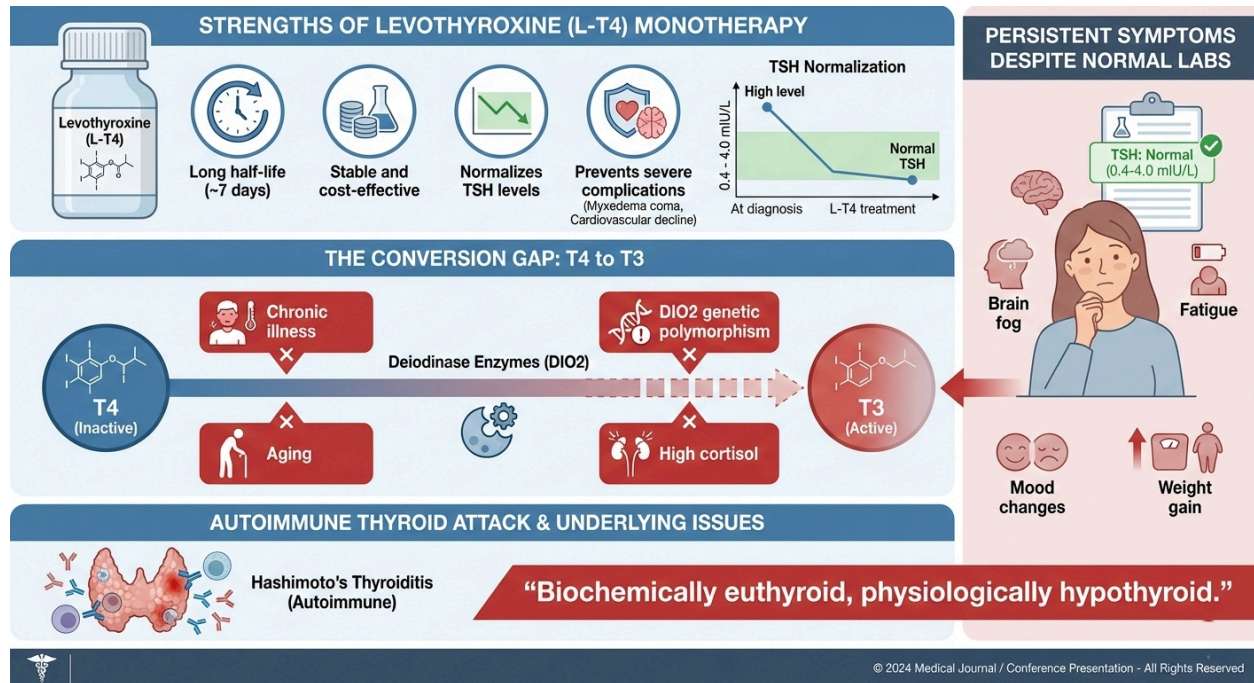 STRENGTHS OF LEVOTHYROXINE (L-T4) MONOTHERAPY
Levothyroxine
(L-T4)
I
I
I
I
O
O
Long half-life
(~7 days)
Stable and
cost-effective
Normalizes
TSH levels
Prevents severe
complications
(Myxedema coma,
Cardiovascular decline)
TSH Normalization
High level
Normal
TSH
0.4 - 4.0 mIU/L
At diagnosis
L-T4 treatment
PERSISTENT SYMPTOMS
DESPITE NORMAL LABS
TSH: Normal
(0.4-4.0 mIU/L)
Brain
fog
Fatigue
Mood
changes
Weight
gain
THE CONVERSION GAP: T4 to T3
Chronic
illness
DIO2 genetic
polymorphism
Deiodinase Enzymes (DIO2)
I
I
I
O
I
T4
(Inactive)
I
I
I
O
T3
(Active)
Aging
High cortisol
AUTOIMMUNE THYROID ATTACK & UNDERLYING ISSUES
Hashimoto's Thyroiditis
(Autoimmune)
“Biochemically euthyroid, physiologically hypothyroid.”
© 2024 Medical Journal / Conference Presentation - All Rights Reserved